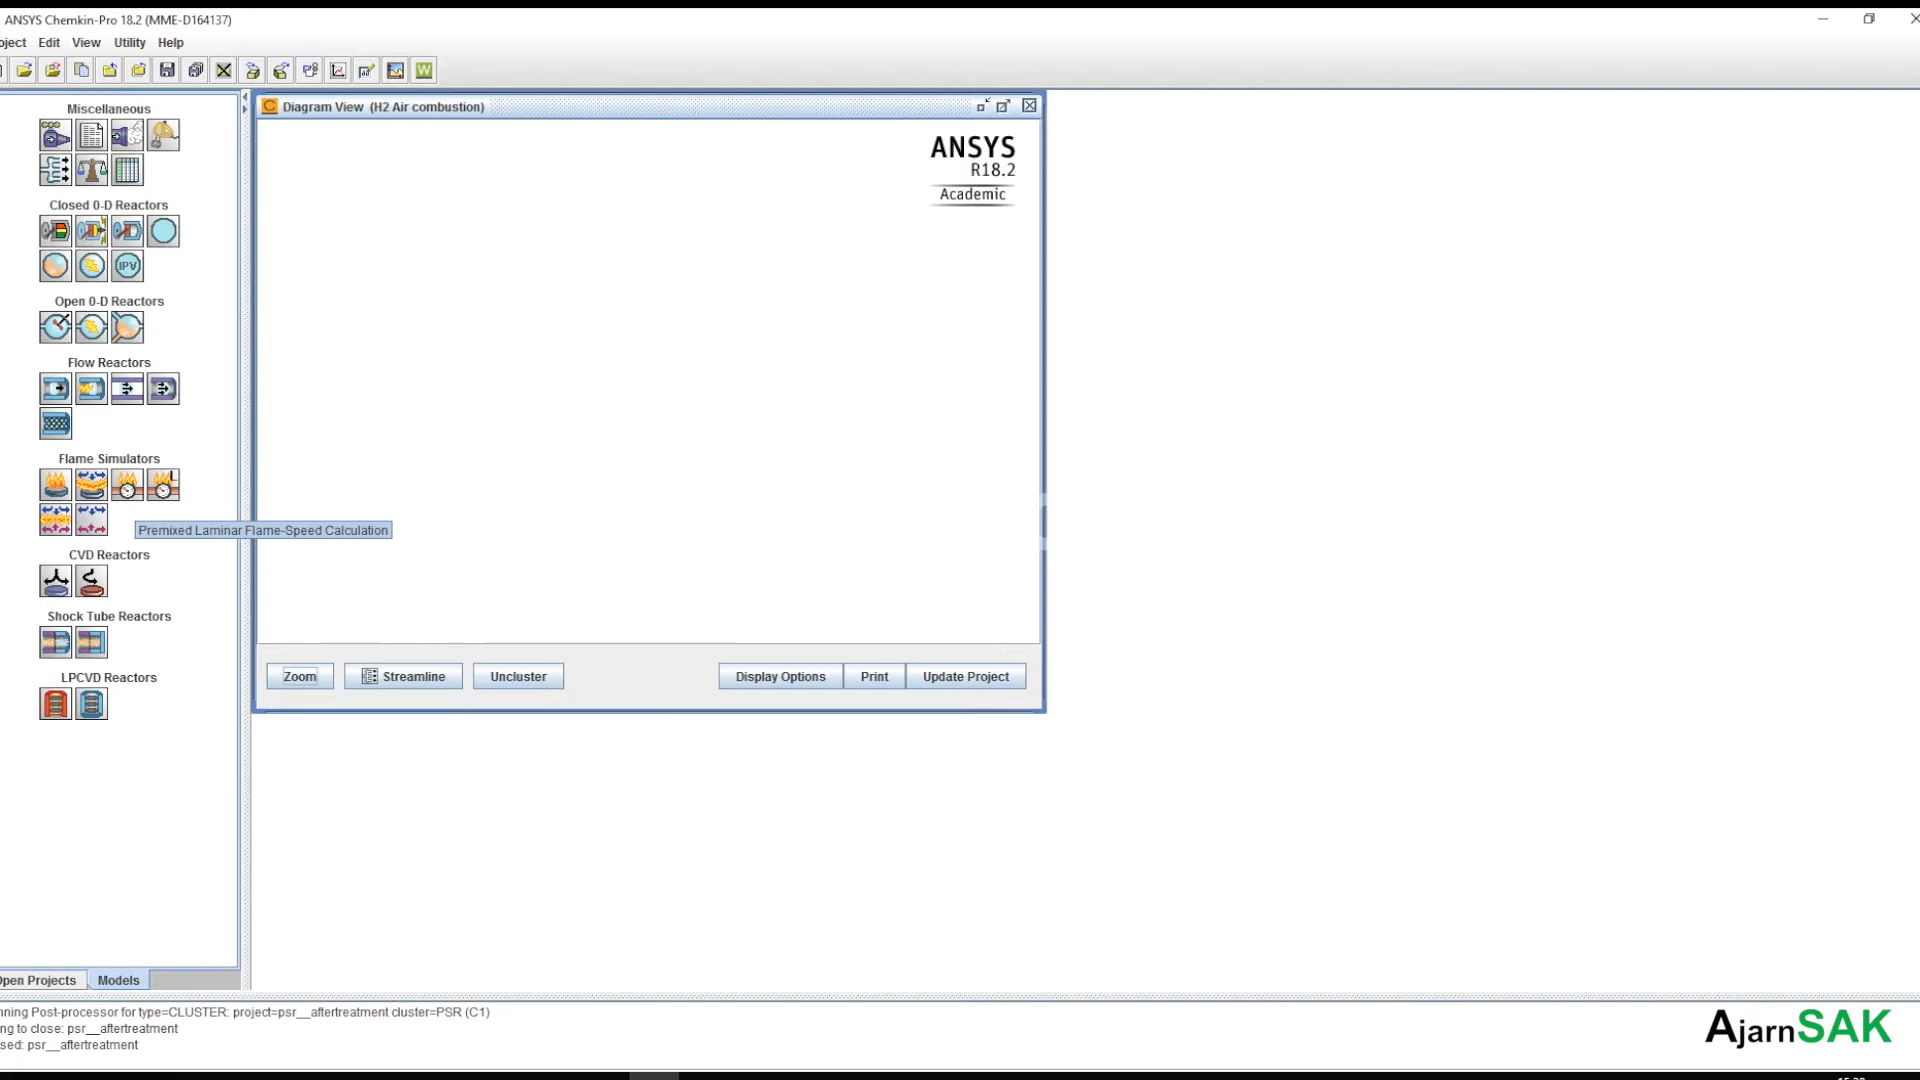 ANSYS Chemkin-Pro 18.2 (MME-D164137)
oject Edit View Utility Help
W
Miscellaneous
Diagram View (H2 Air combustion)
ANSYS
R18.2
Academic
Closed 0-D Reactors
IPV
Open 0-D Reactors
Flow Reactors
Flame Simulators
Premixed Laminar Flame-Speed Calculation
CVD Reactors
Shock Tube Reactors
LPCVD Reactors
Zoom Streamline Uncluster Display Options Print Update Project
Open Projects Models
nning Post-processor for type=CLUSTER: project=psr__aftertreatment cluster=PSR (C1)
ng to close: psr__aftertreatment
sed: psr__aftertreatment
AjarnSAK